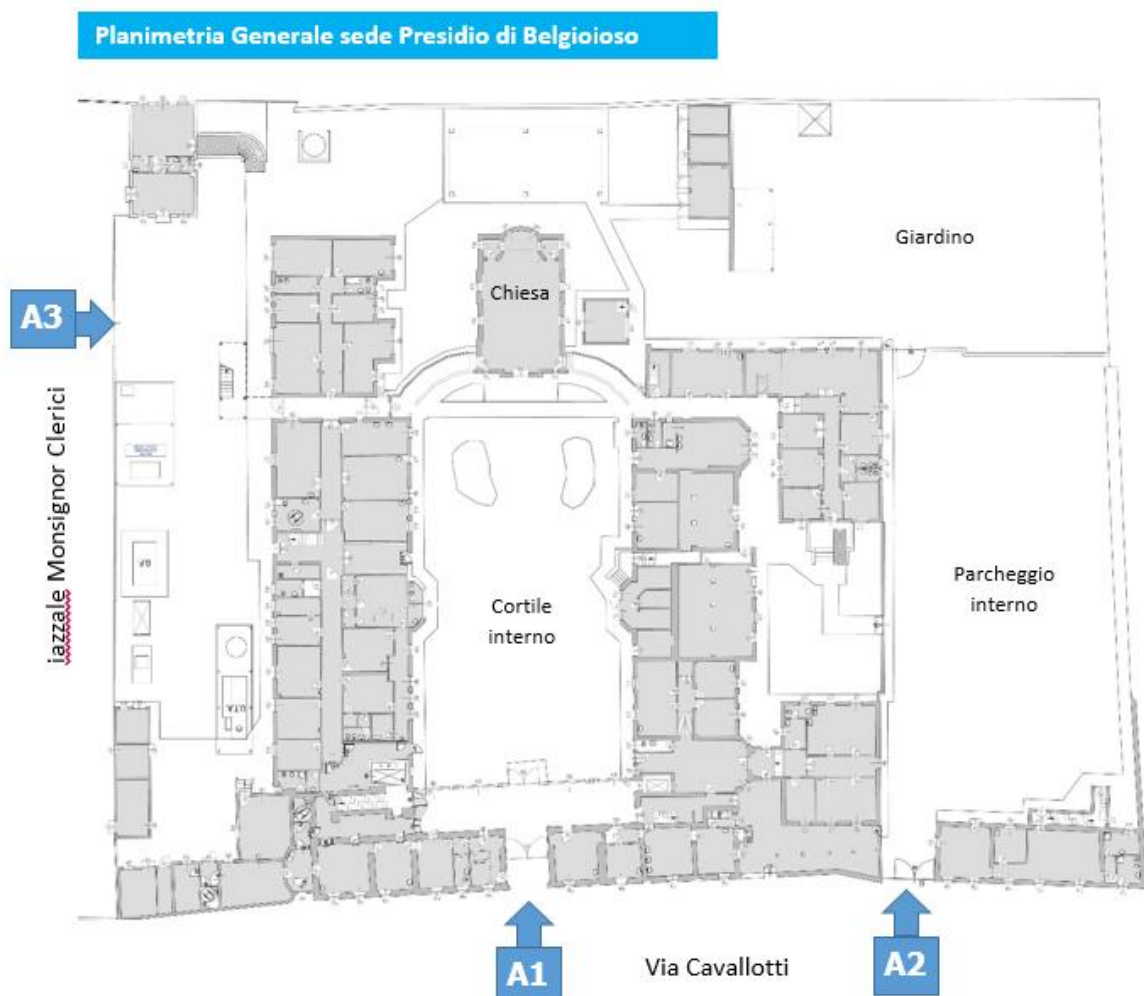 Planimetria Generale sede Presidio di Belgioioso
Giardino
Chiesa
A3
iazzale Monsignor Clerici
Parcheggio
interno
Cortile
interno
G.F.
U.T.A.
A1
Via Cavallotti
A2